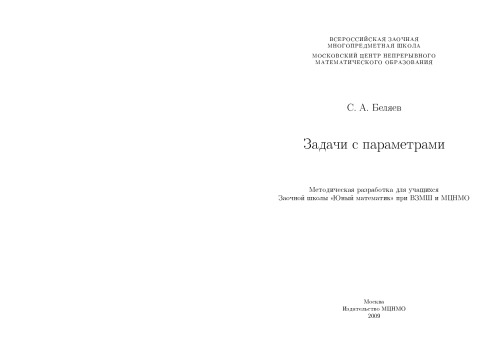 ВСЕРОССИЙСКАЯ ЗАОЧНАЯ
МНОГОПРЕДМЕТНАЯ ШКОЛА
МОСКОВСКИЙ ЦЕНТР НЕПРЕРЫВНОГО
МАТЕМАТИЧЕСКОГО ОБРАЗОВАНИЯ
С. А. Беляев
Задачи с параметрами
Методическая разработка для учащихся
Заочной школы «Юный математик» при ВЗМШ и МЦНМО
Москва
Издательство МЦНМО
2009